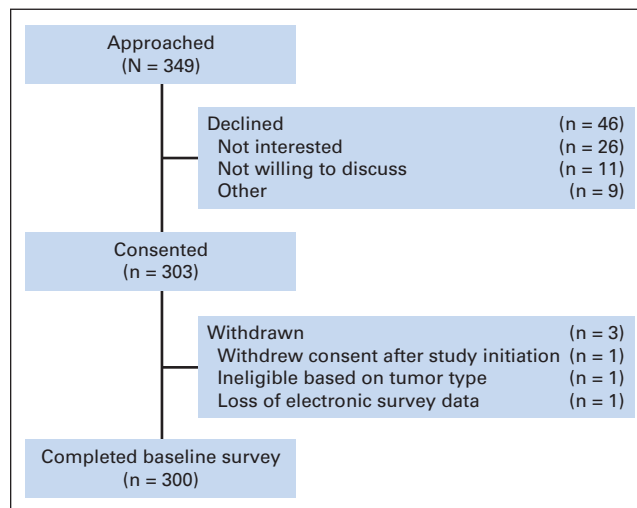 Approached
(N = 349)
Declined (n = 46)
Not interested (n = 26)
Not willing to discuss (n = 11)
Other (n = 9)
Consented
(n = 303)
Withdrawn (n = 3)
Withdrew consent after study initiation (n = 1)
Ineligible based on tumor type (n = 1)
Loss of electronic survey data (n = 1)
Completed baseline survey
(n = 300)